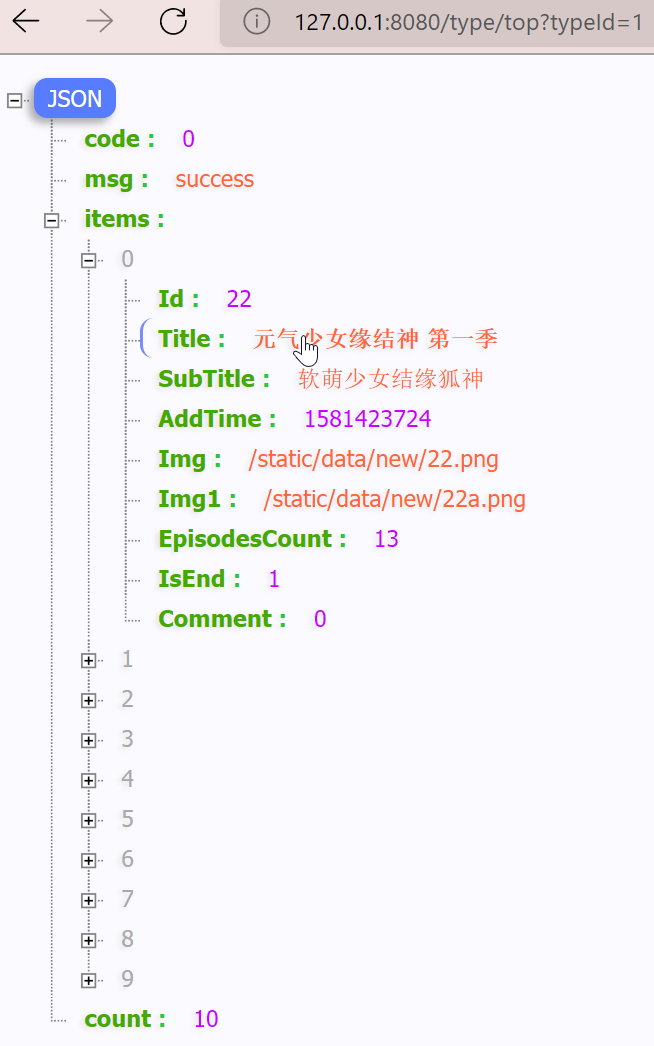 127.0.0.1:8080/type/top?typeId=1
JSON
code : 0
msg : success
items :
0
Id : 22
Title : 元气少女缘结神 第一季
SubTitle : 软萌少女结缘狐神
AddTime : 1581423724
Img : /static/data/new/22.png
Img1 : /static/data/new/22a.png
EpisodesCount : 13
IsEnd : 1
Comment : 0
1
2
3
4
5
6
7
8
9
count : 10